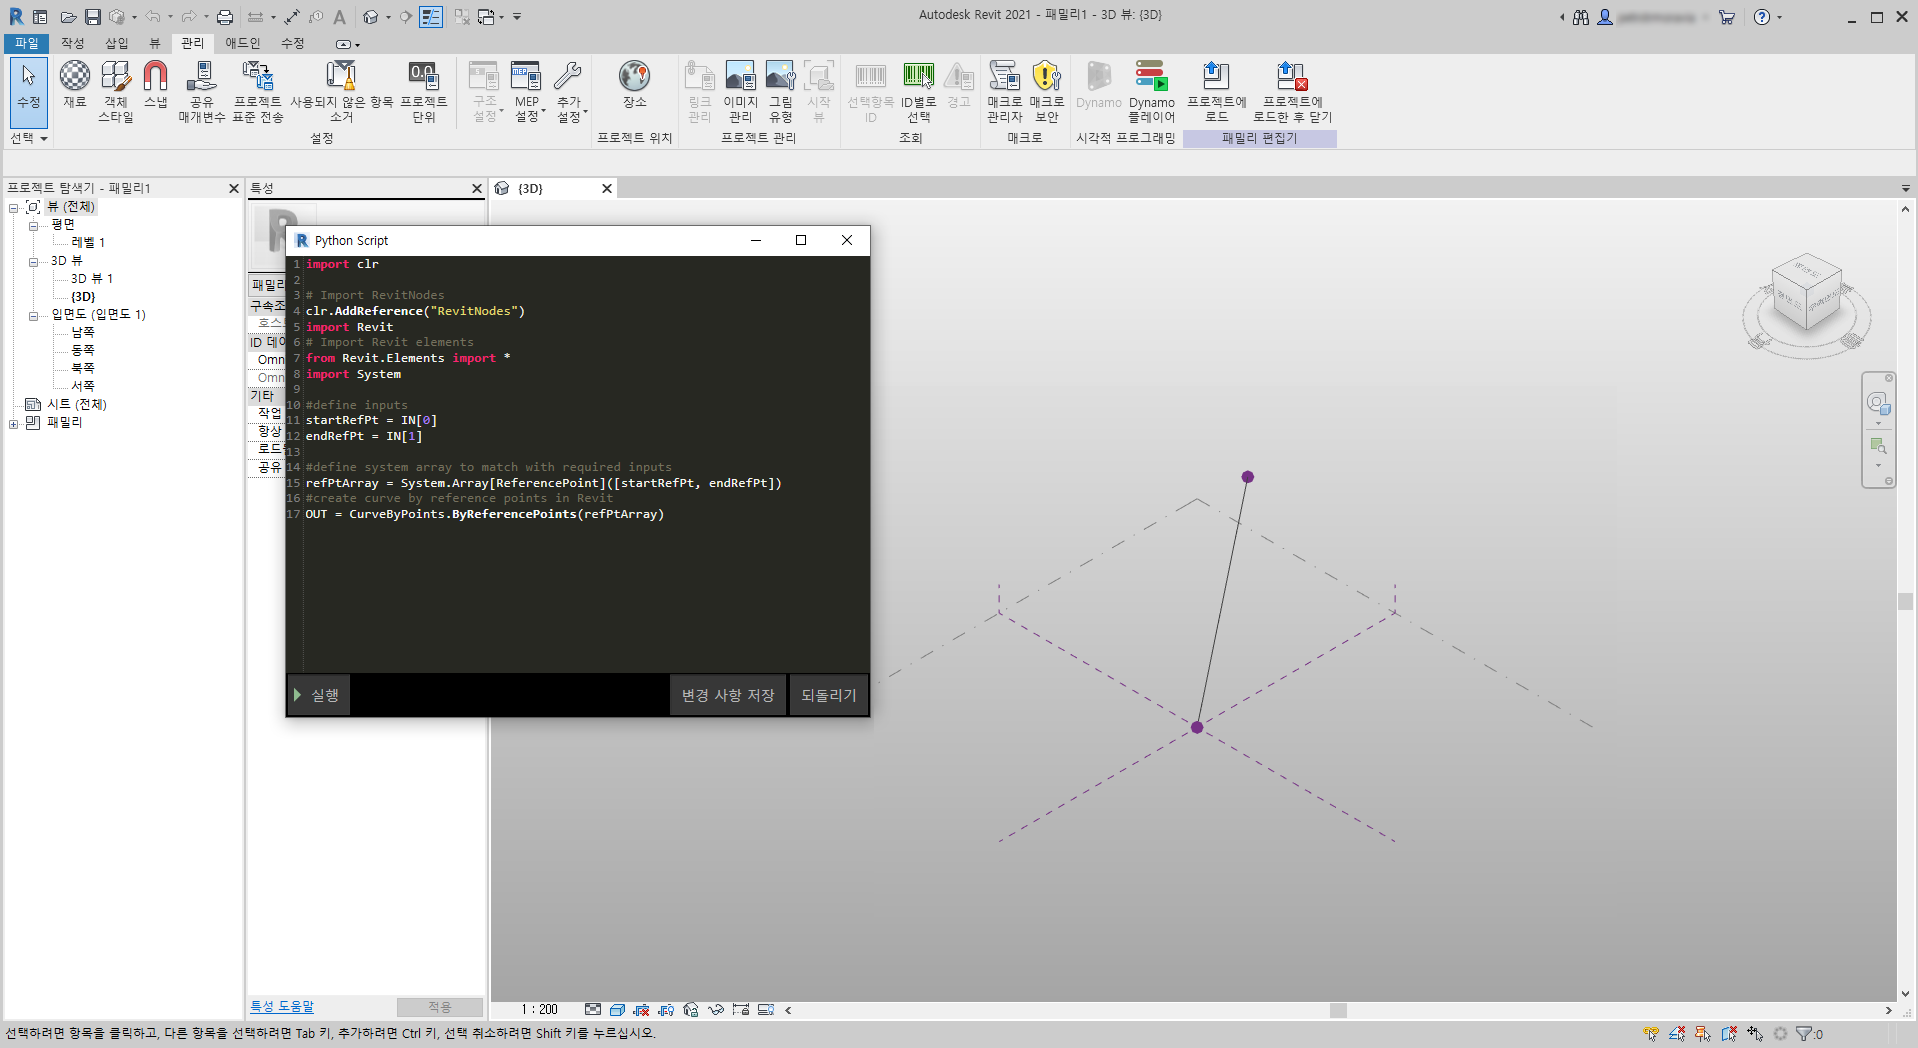 Autodesk Revit 2021 - 패밀리1 - 3D 뷰: {3D}
파일 작성 삽입 뷰 관리 애드인 수정
수정
재료
객체
스타일
스냅
공유
매개변수
프로젝트
표준 전송
사용되지 않은 항목
소거
프로젝트
단위
구조
설정
MEP
설정
추가
설정
장소
링크
관리
이미지
관리
그림
유형
시작
뷰
선택항목
ID
ID별로
선택
경고
매크로
관리자
매크로
보안
Dynamo
Dynamo
플레이어
프로젝트에
로드
프로젝트에
로드한 후 닫기
선택 설정 프로젝트 위치 프로젝트 관리 조회 매크로 시각적 프로그래밍 패밀리 편집기
프로젝트 탐색기 - 패밀리1
뷰 (전체)
평면
레벨 1
3D 뷰
3D 뷰 1
{3D}
입면도 (입면도 1)
남쪽
동쪽
북쪽
서쪽
시트 (전체)
패밀리
특성
패밀리
구속조
호스
ID 데이
Omn
Omn
기타
작업
항상
로드
공유
특성 도움말
적용
{3D}
Python Script
1 import clr
2
3 # Import RevitNodes
4 clr.AddReference("RevitNodes")
5 import Revit
6 # Import Revit elements
7 from Revit.Elements import *
8 import System
9
10 #define inputs
11 startRefPt = IN[0]
12 endRefPt = IN[1]
13
14 #define system array to match with required inputs
15 refPtArray = System.Array[ReferencePoint]([startRefPt, endRefPt])
16 #create curve by reference points in Revit
17 OUT = CurveByPoints.ByReferencePoints(refPtArray)
실행
변경 사항 저장
되돌리기
1 : 200
선택하려면 항목을 클릭하고, 다른 항목을 선택하려면 Tab 키, 추가하려면 Ctrl 키, 선택 취소하려면 Shift 키를 누르십시오.
:0